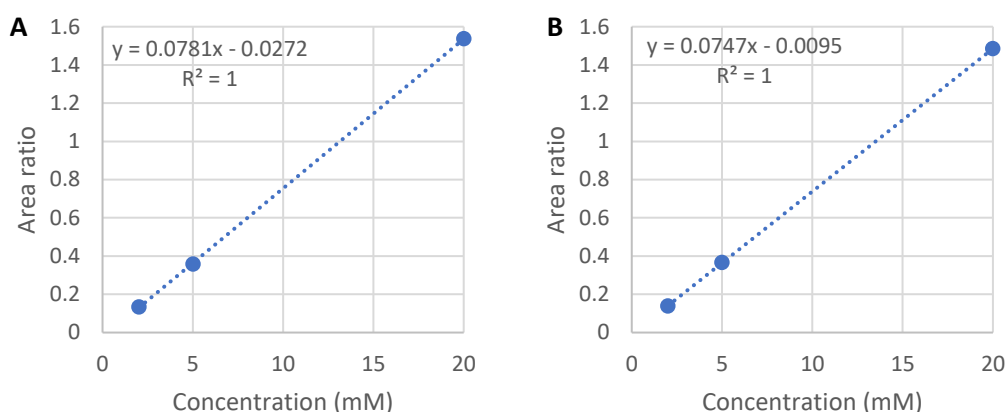 A
y = 0.0781x - 0.0272
R² = 1
1.6
1.4
1.2
1
0.8
0.6
0.4
0.2
0
Area ratio
0 5 10 15 20
Concentration (mM)
B
y = 0.0747x - 0.0095
R² = 1
1.6
1.4
1.2
1
0.8
0.6
0.4
0.2
0
Area ratio
0 5 10 15 20
Concentration (mM)